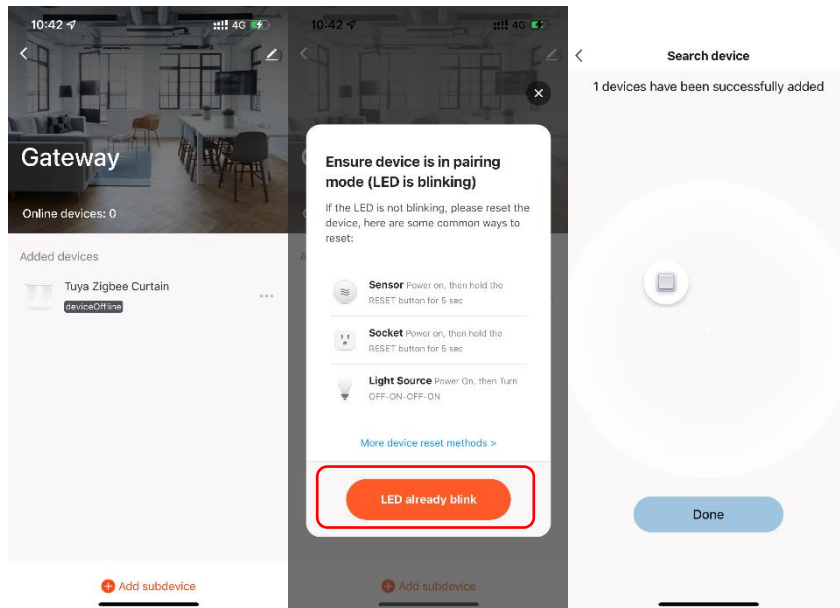 10:42
4G
Gateway
Online devices: 0
Added devices
Tuya Zigbee Curtain
deviceOffline
Add subdevice
10:42
4G
Ensure device is in pairing
mode (LED is blinking)
If the LED is not blinking, please reset the
device, here are some common ways to
reset:
Sensor Power on, then hold the
RESET button for 5 sec
Socket Power on, then hold the
RESET button for 5 sec
Light Source Power On, then Turn
OFF-ON-OFF-ON
More device reset methods >
LED already blink
Add subdevice
Search device
1 devices have been successfully added
Done